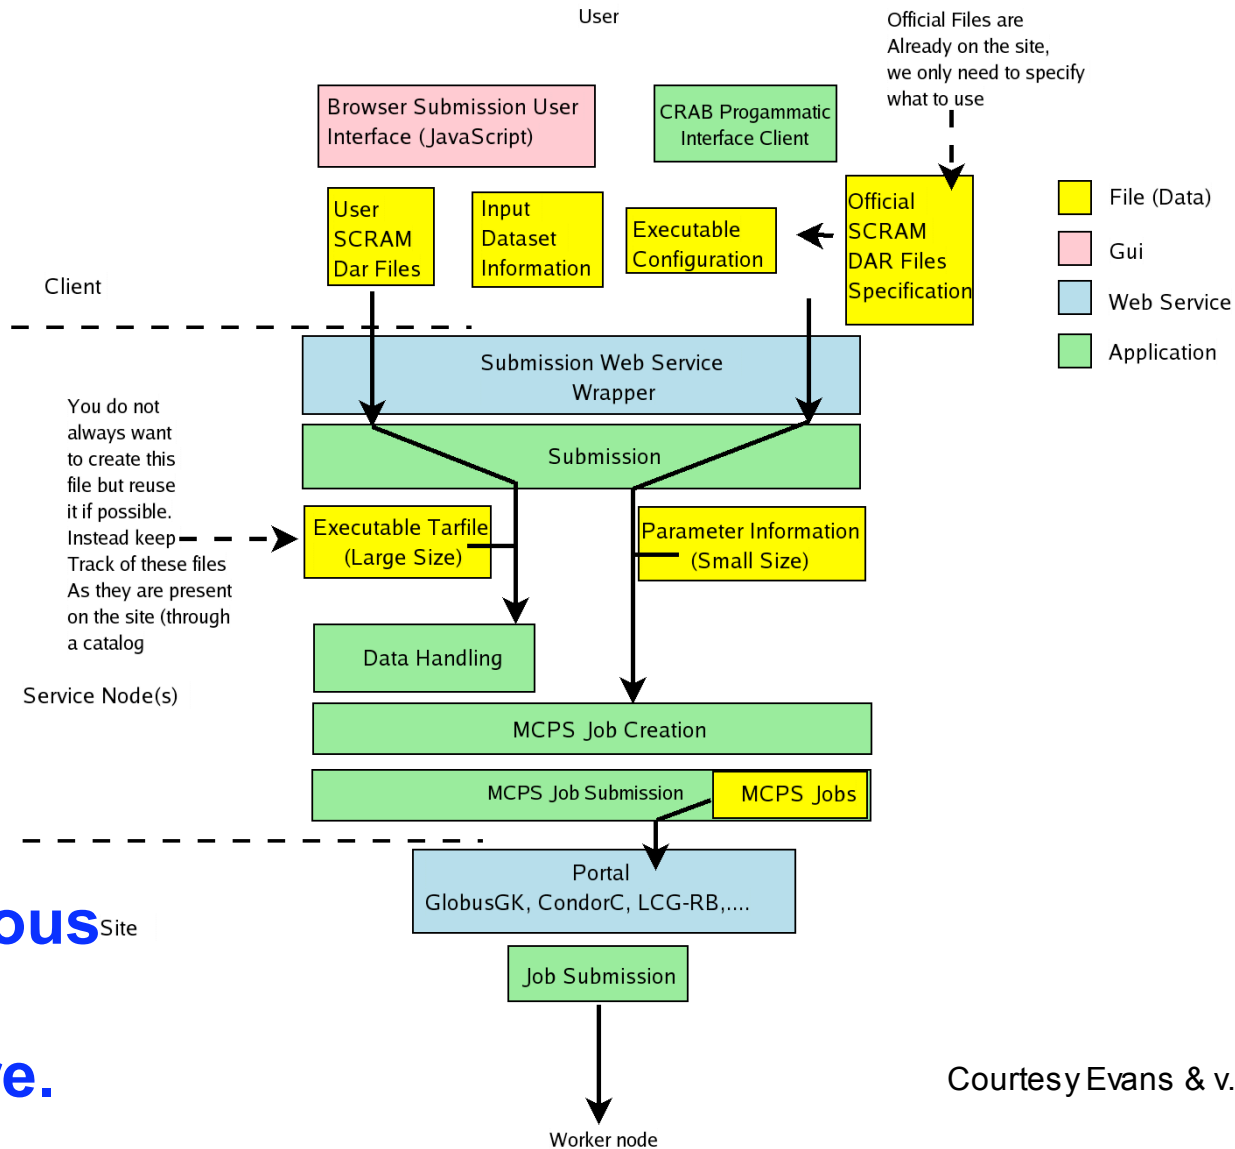 User
Official Files are
Already on the site,
we only need to specify
what to use
Browser Submission User
Interface (JavaScript)
CRAB Progammatic
Interface Client
User
SCRAM
Dar Files
Input
Dataset
Information
Executable
Configuration
Official
SCRAM
DAR Files
Specification
File (Data)
Gui
Web Service
Application
Client
Submission Web Service
Wrapper
You do not
always want
to create this
file but reuse
it if possible.
Instead keep
Track of these files
As they are present
on the site (through
a catalog
Submission
Executable Tarfile
(Large Size)
Parameter Information
(Small Size)
Data Handling
Service Node(s)
MCPS Job Creation
MCPS Job Submission
MCPS Jobs
Portal
GlobusGK, CondorC, LCG-RB,....
ous
Site
Job Submission
e.
Courtesy Evans & v.
Worker node